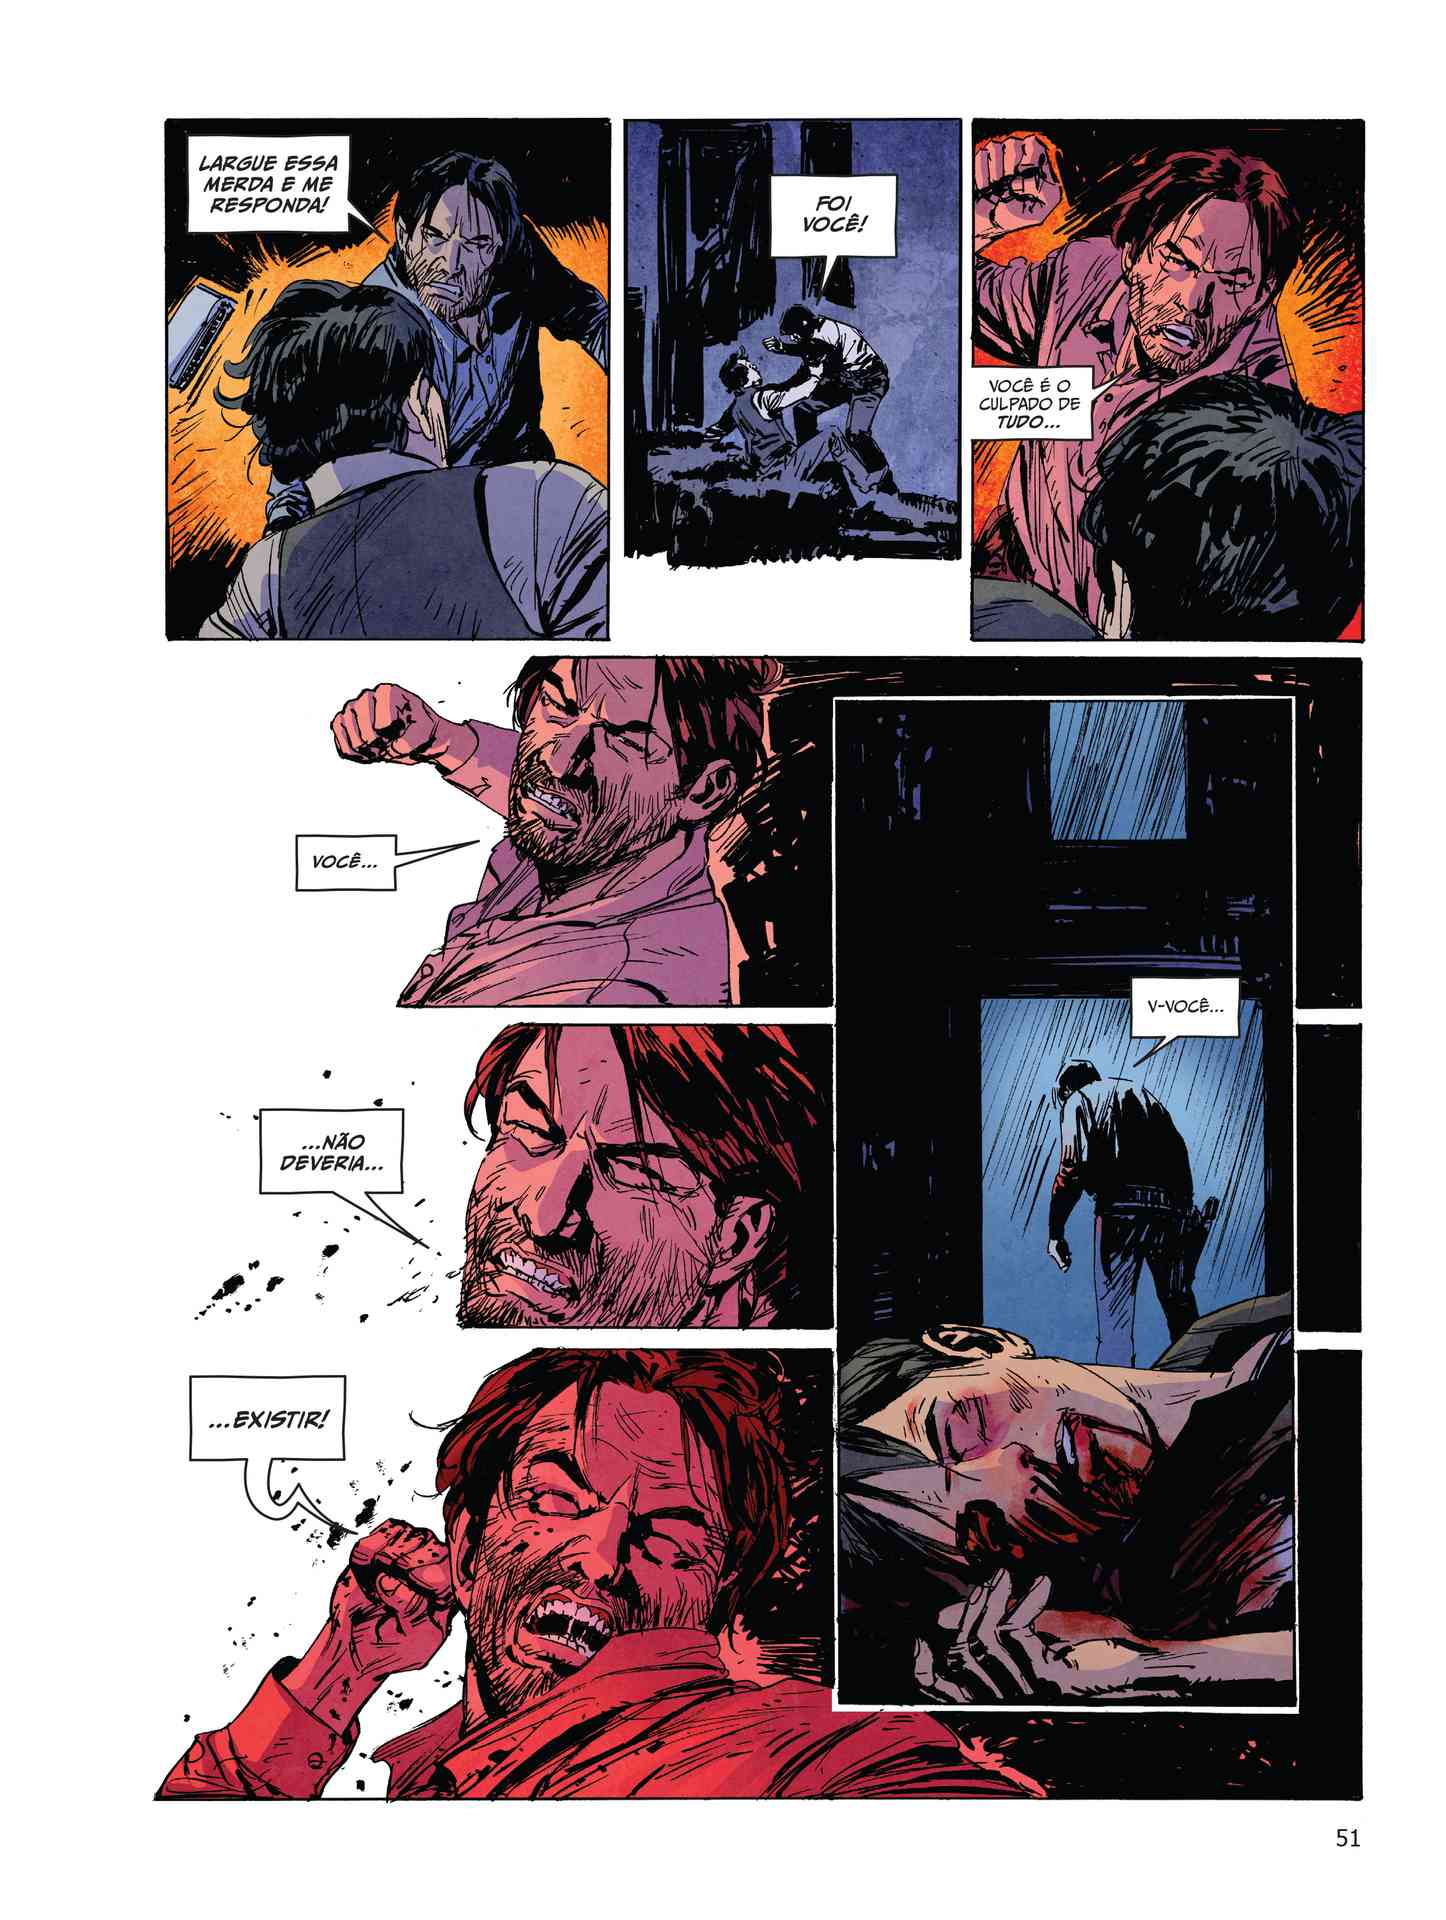 LARGUE ESSA
MERDA E ME
RESPONDA!
FOI
VOCÊ!
VOCÊ É O
CULPADO DE
TUDO...
VOCÊ...
...NÃO
DEVERIA...
...EXISTIR!
V-VOCÊ...
51